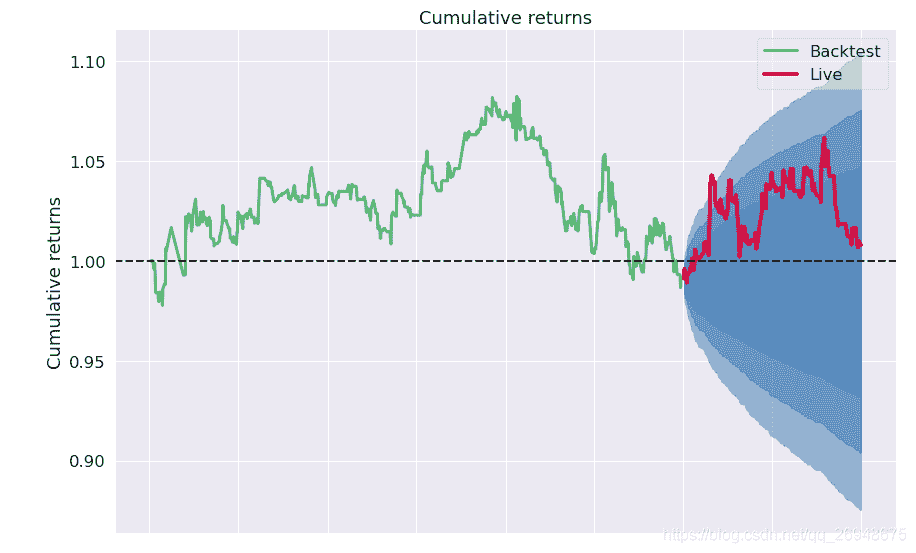 Cumulative returns
Backtest
Live
1.10
1.05
1.00
0.95
0.90
Cumulative returns
https://blog.csdn.net/qq_26948675